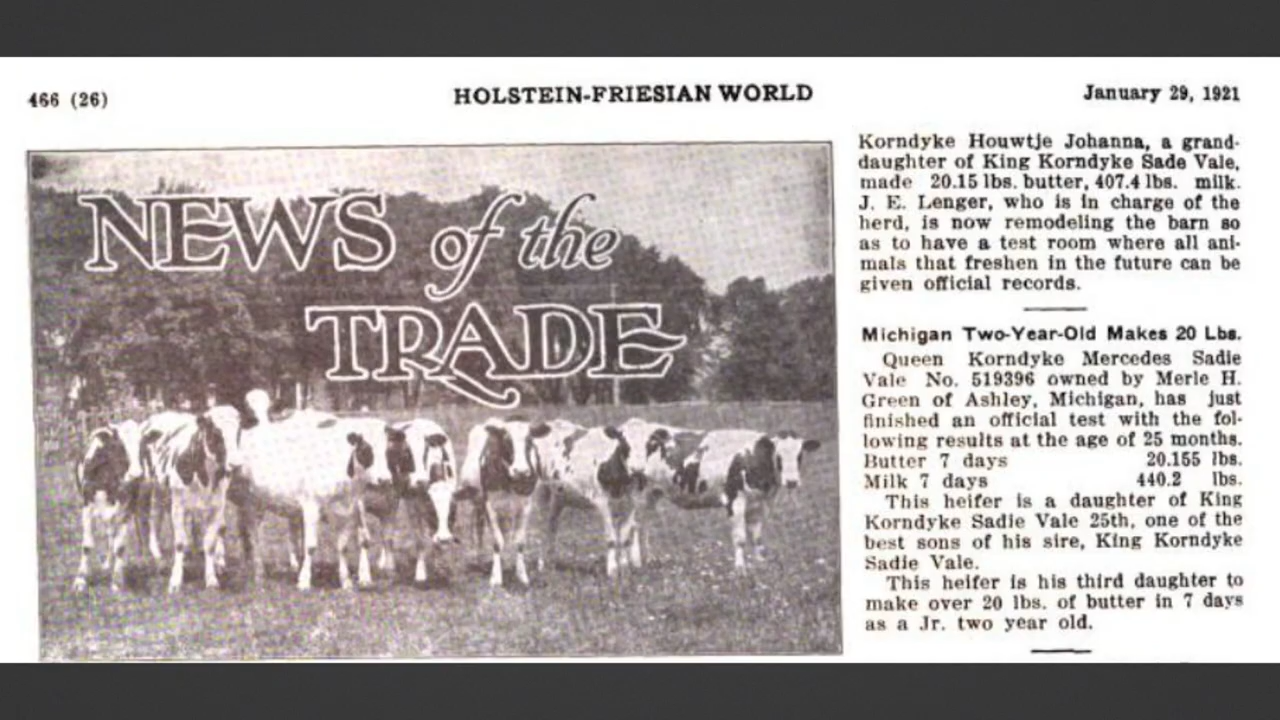 466 (26)
HOLSTEIN-FRIESIAN WORLD
January 29, 1921
NEWS of the
TRADE
Korndyke Houwtje Johanna, a grand-
daughter of King Korndyke Sade Vale,
made 20.15 lbs. butter, 407.4 lbs. milk.
J. E. Lenger, who is in charge of the
herd, is now remodeling the barn so
as to have a test room where all ani-
mals that freshen in the future can be
given official records.
Michigan Two-Year-Old Makes 20 Lbs.
Queen Korndyke Mercedes Sadie
Vale No. 519396 owned by Merle H.
Green of Ashley, Michigan, has just
finished an official test with the fol-
lowing results at the age of 25 months.
Butter 7 days 20.155 lbs.
Milk 7 days 440.2 lbs.
This heifer is a daughter of King
Korndyke Sadie Vale 25th, one of the
best sons of his sire, King Korndyke
Sadie Vale.
This heifer is his third daughter to
make over 20 lbs. of butter in 7 days
as a Jr. two year old.